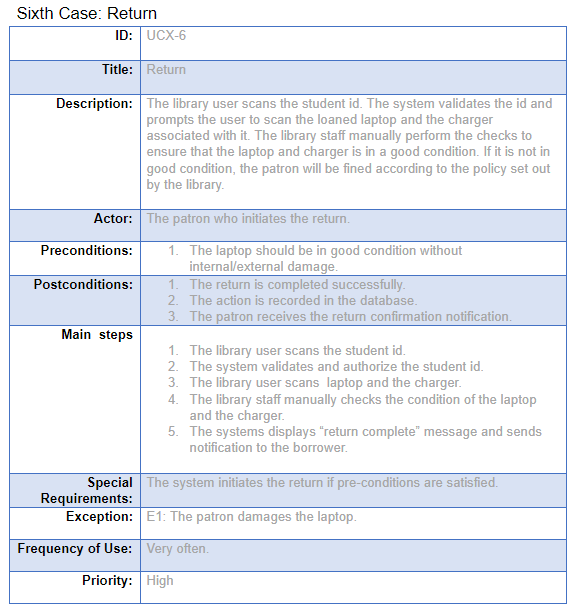 Sixth Case: Return
ID: UCX-6
Title: Return
Description: The library user scans the student id. The system validates the id and
prompts the user to scan the loaned laptop and the charger
associated with it. The library staff manually perform the checks to
ensure that the laptop and charger is in a good condition. If it is not in
good condition, the patron will be fined according to the policy set out
by the library.
Actor: The patron who initiates the return.
Preconditions: 1. The laptop should be in good condition without
internal/external damage.
Postconditions: 1. The return is completed successfully.
2. The action is recorded in the database.
3. The patron receives the return confirmation notification.
Main steps
1. The library user scans the student id.
2. The system validates and authorize the student id.
3. The library user scans laptop and the charger.
4. The library staff manually checks the condition of the laptop
and the charger.
5. The systems displays “return complete” message and sends
notification to the borrower.
Special Requirements: The system initiates the return if pre-conditions are satisfied.
Exception: E1: The patron damages the laptop.
Frequency of Use: Very often.
Priority: High